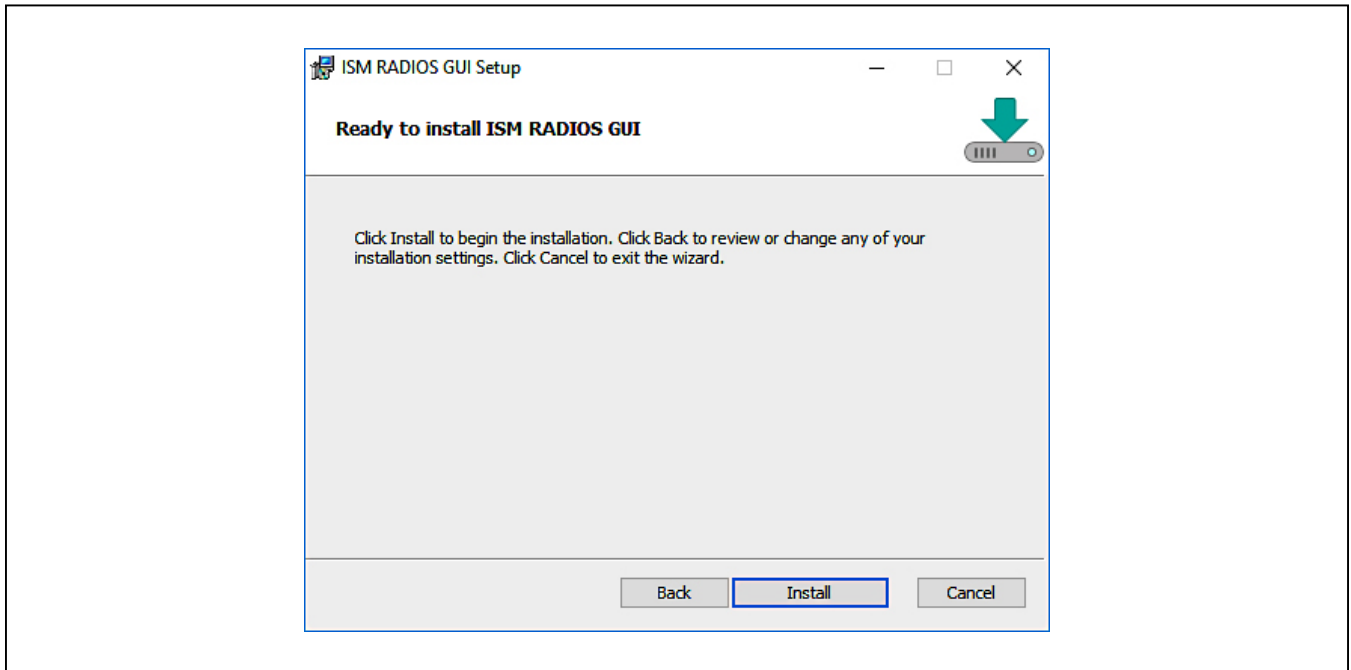 ISM RADIOS GUI Setup
Ready to install ISM RADIOS GUI
Click Install to begin the installation. Click Back to review or change any of your
installation settings. Click Cancel to exit the wizard.
Back Install Cancel